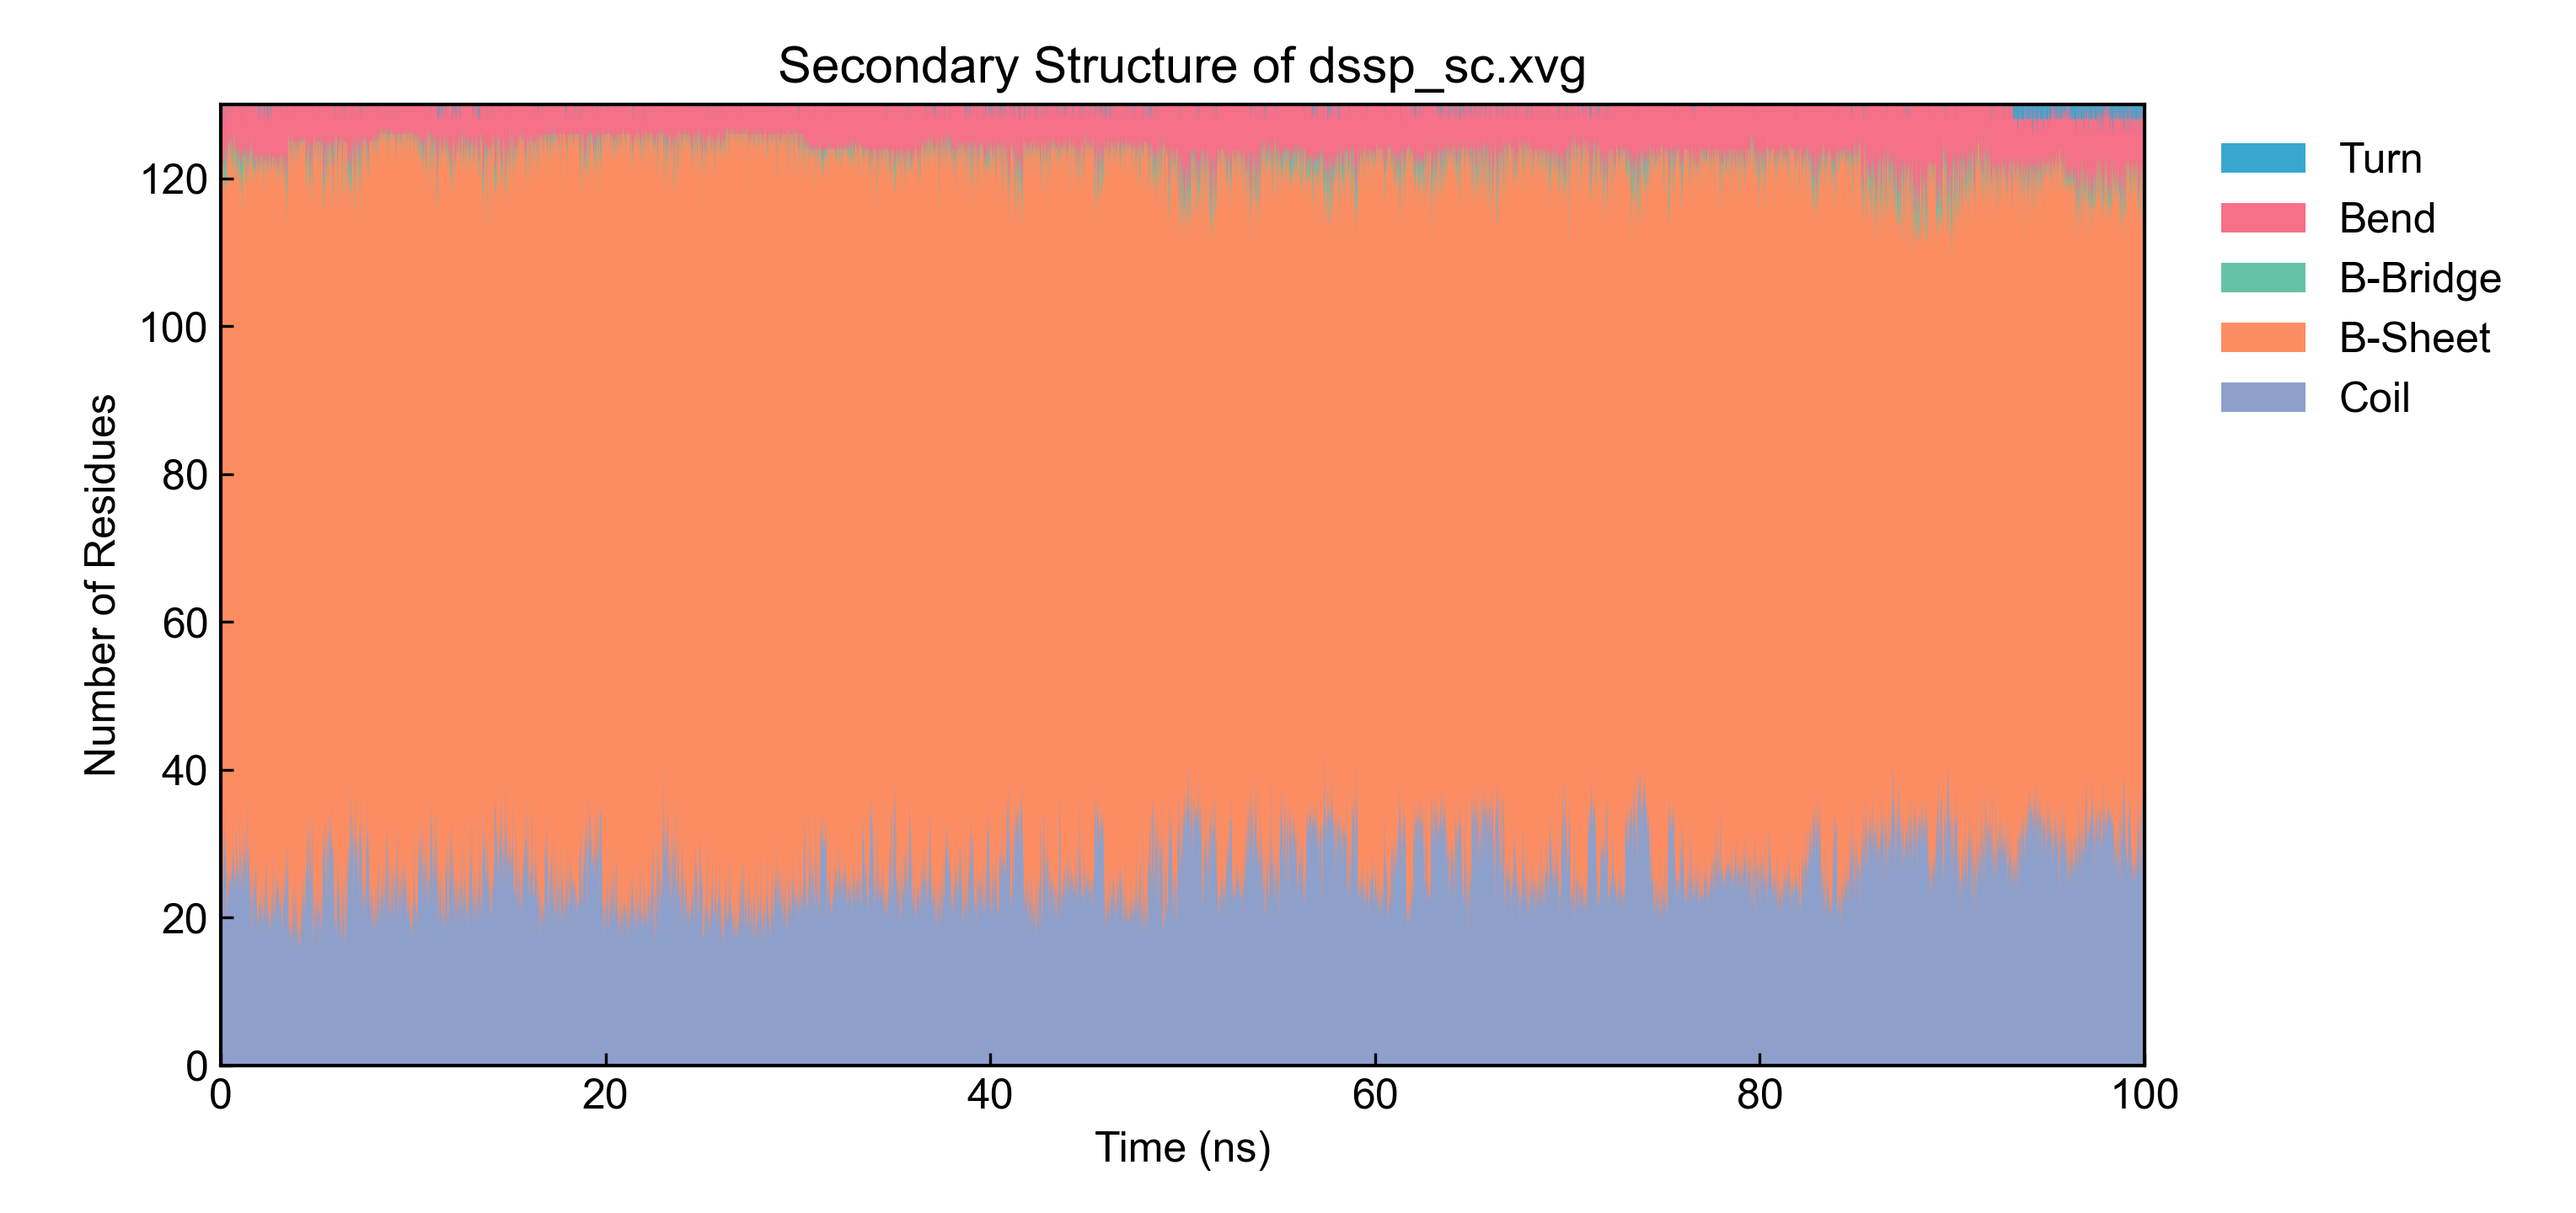 Secondary Structure of dssp_sc.xvg
Number of Residues
120
100
80
60
40
20
0
0 20 40 60 80 100
Time (ns)
Turn
Bend
B-Bridge
B-Sheet
Coil